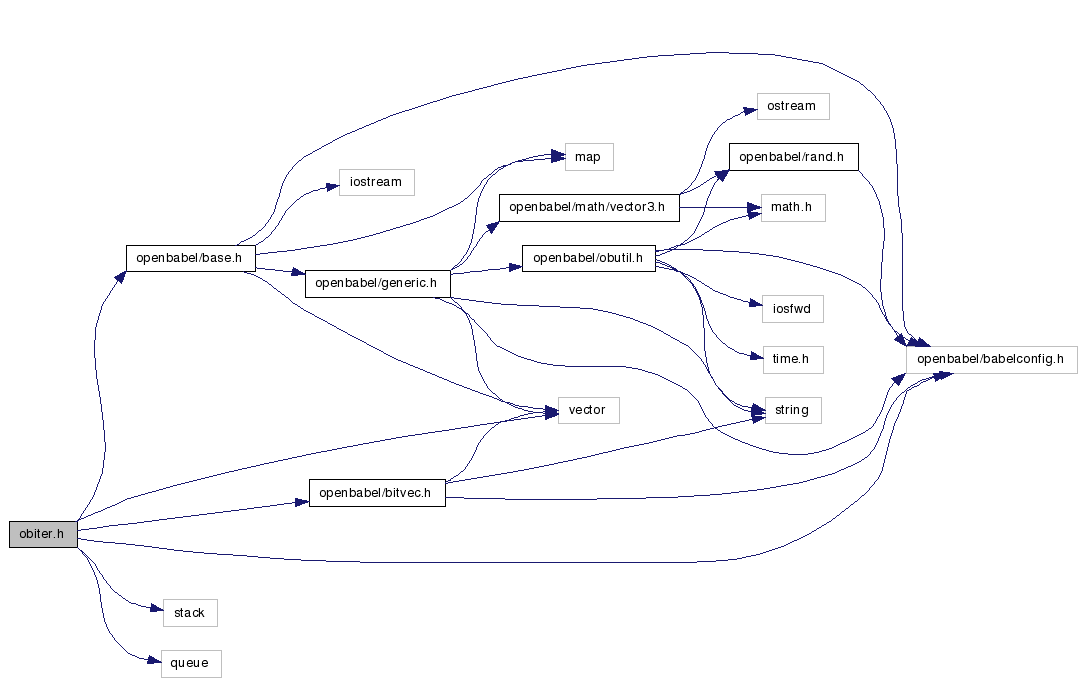 ostream
map
openbabel/rand.h
iostream
openbabel/math/vector3.h
math.h
openbabel/base.h
openbabel/obutil.h
openbabel/generic.h
iosfwd
time.h
openbabel/babelconfig.h
vector
string
openbabel/bitvec.h
obiter.h
stack
queue